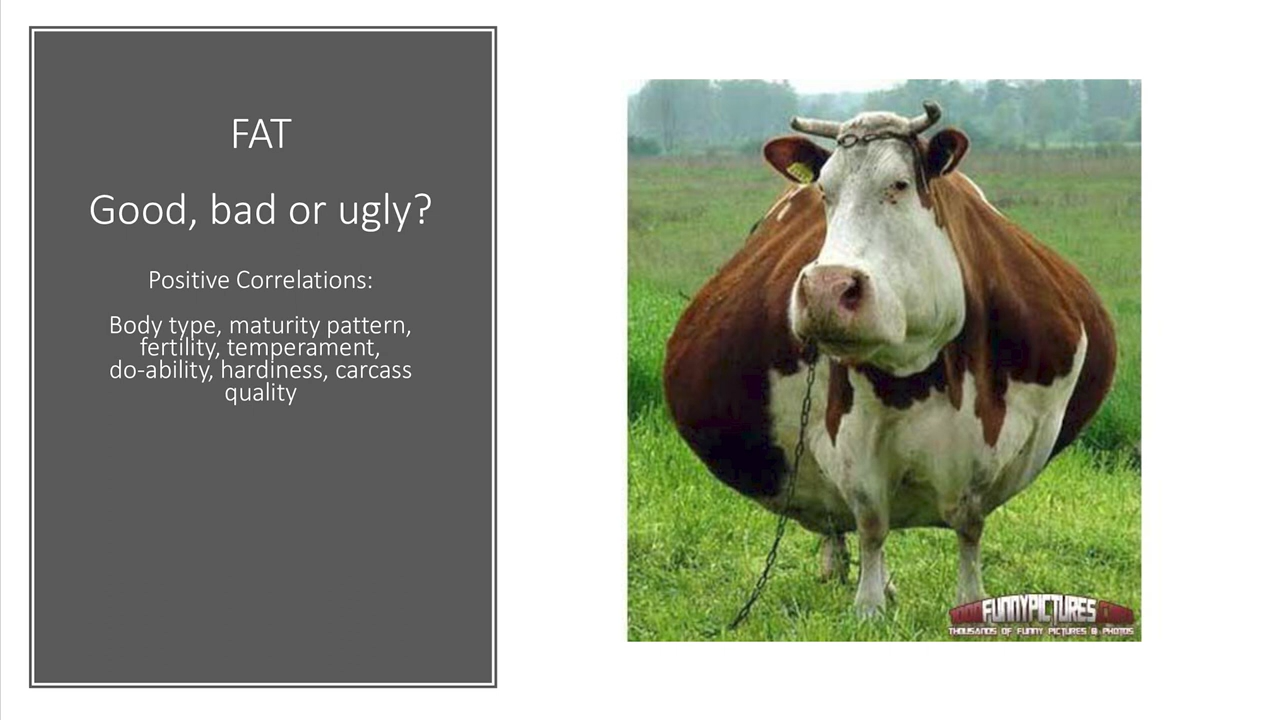 FAT
Good, bad or ugly?
Positive Correlations:
Body type, maturity pattern,
fertility, temperament,
do-ability, hardiness, carcass
quality
FUNNYPICTURES
THOUSANDS OF FUNNY PICTURES & PHOTOS